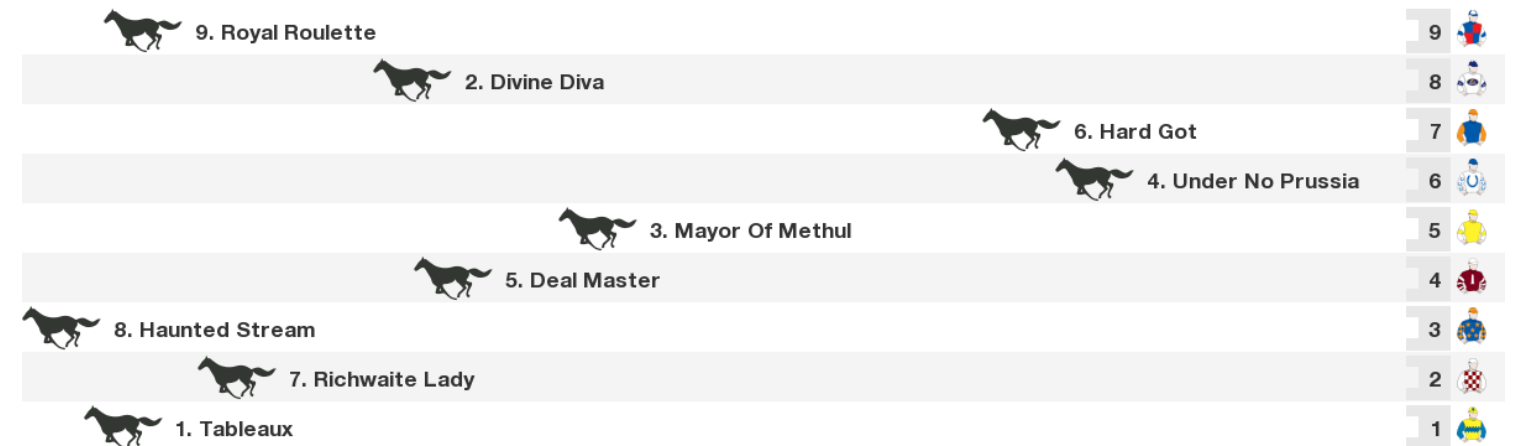 9. Royal Roulette 9
2. Divine Diva 8
6. Hard Got 7
4. Under No Prussia 6
3. Mayor Of Methul 5
5. Deal Master 4
8. Haunted Stream 3
7. Richwaite Lady 2
1. Tableaux 1